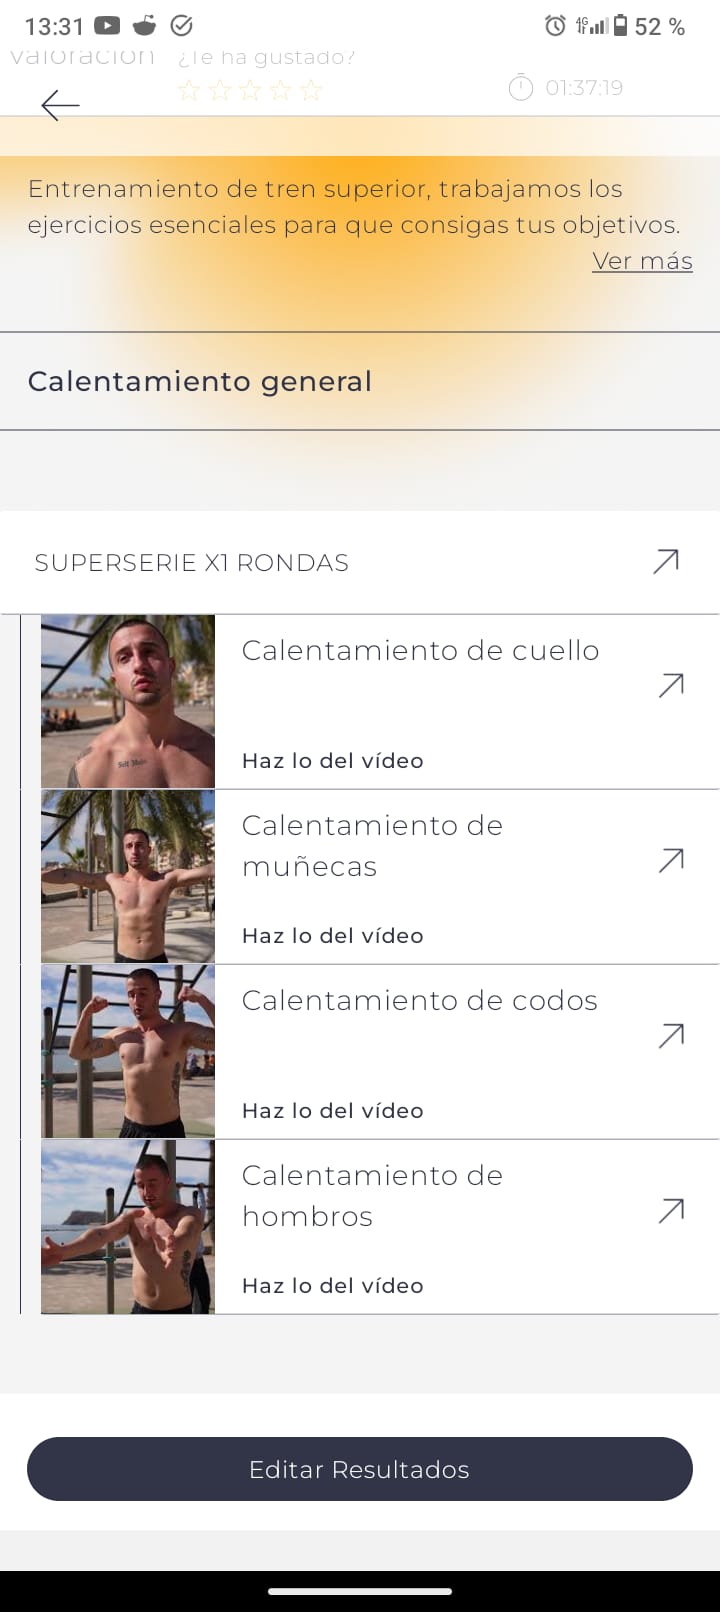 13:31
4G
52 %
valoración ¿Te ha gustado?
01:37:19
Entrenamiento de tren superior, trabajamos los
ejercicios esenciales para que consigas tus objetivos.
Ver más
Calentamiento general
SUPERSERIE X1 RONDAS
Calentamiento de cuello
Haz lo del vídeo
Calentamiento de
muñecas
Haz lo del vídeo
Calentamiento de codos
Haz lo del vídeo
Calentamiento de
hombros
Haz lo del vídeo
Editar Resultados